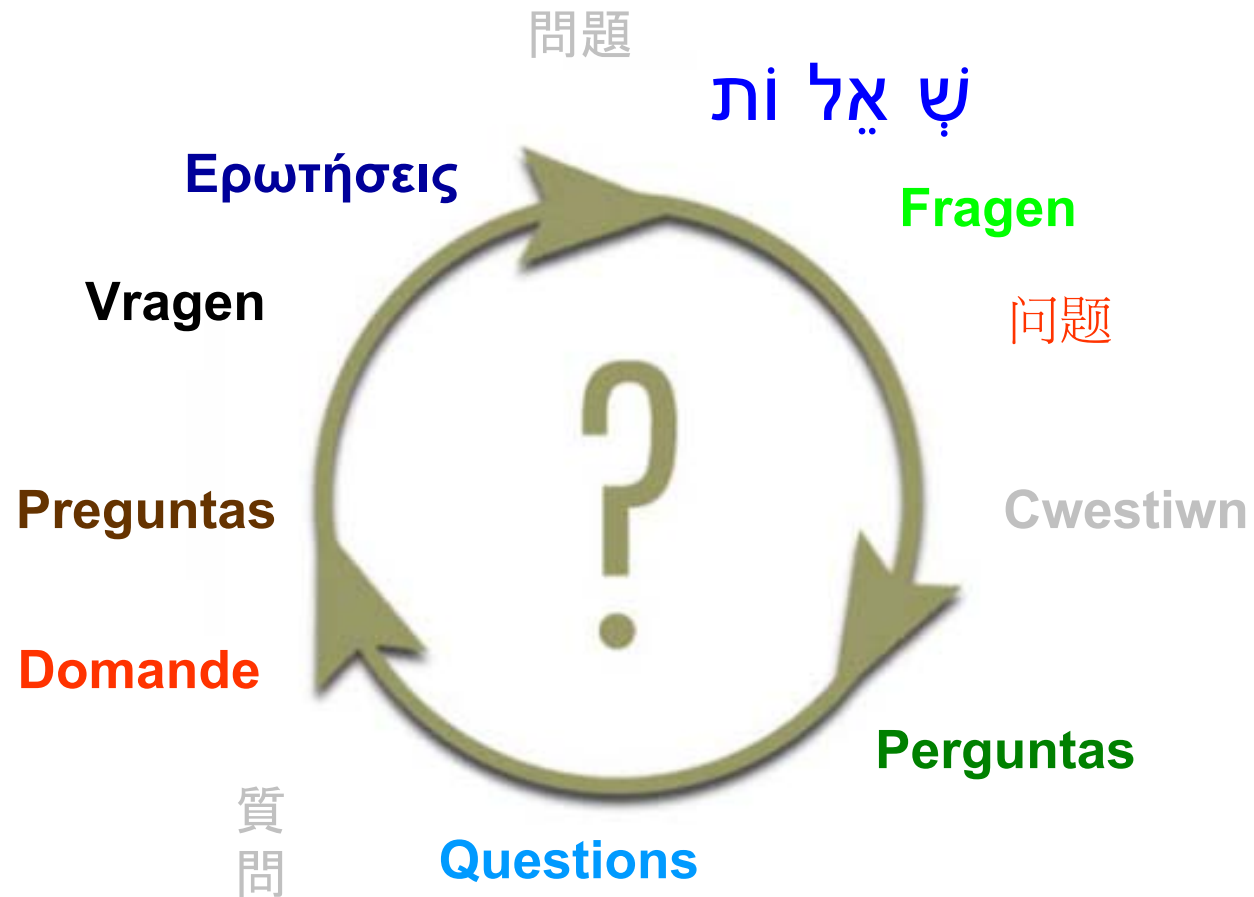 問題
שְׁ אֵל וֹת
Ερωτήσεις
Fragen
Vragen
问题
?
Preguntas
Cwestiwn
Domande
Perguntas
質
問
Questions